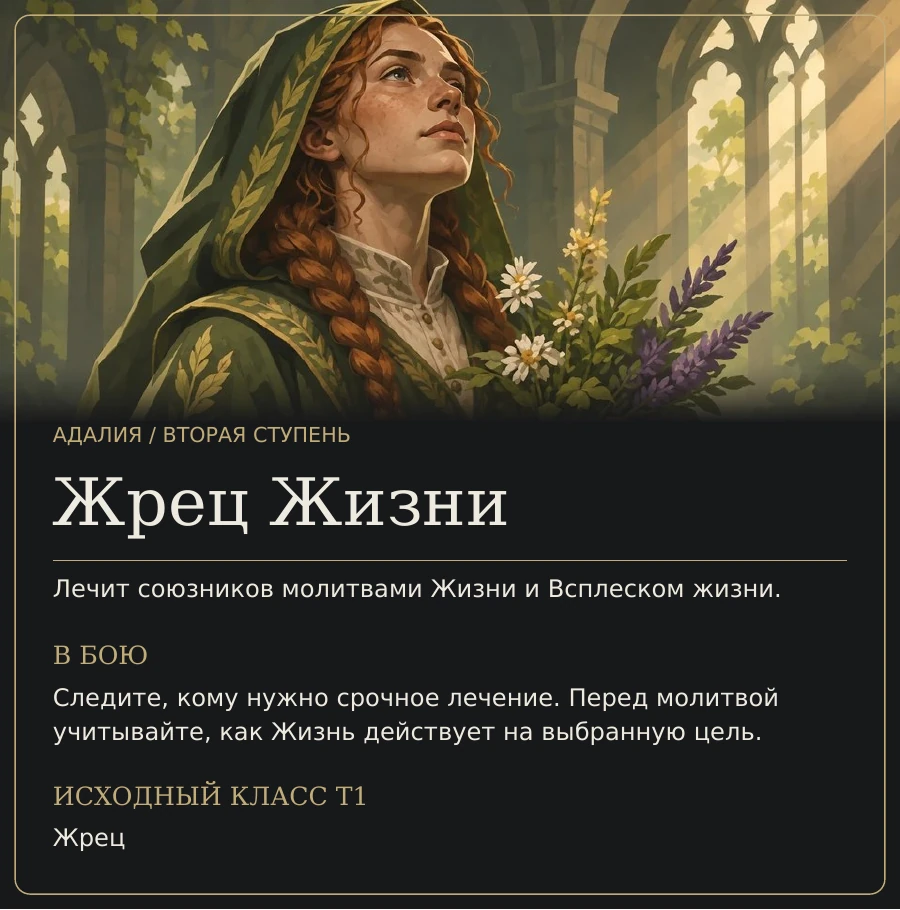 АДАЛИЯ / ВТОРАЯ СТУПЕНЬ
Жрец Жизни
Лечит союзников молитвами Жизни и Всплеском жизни.
В БОЮ
Следите, кому нужно срочное лечение. Перед молитвой
учитывайте, как Жизнь действует на выбранную цель.
ИСХОДНЫЙ КЛАСС T1
Жрец